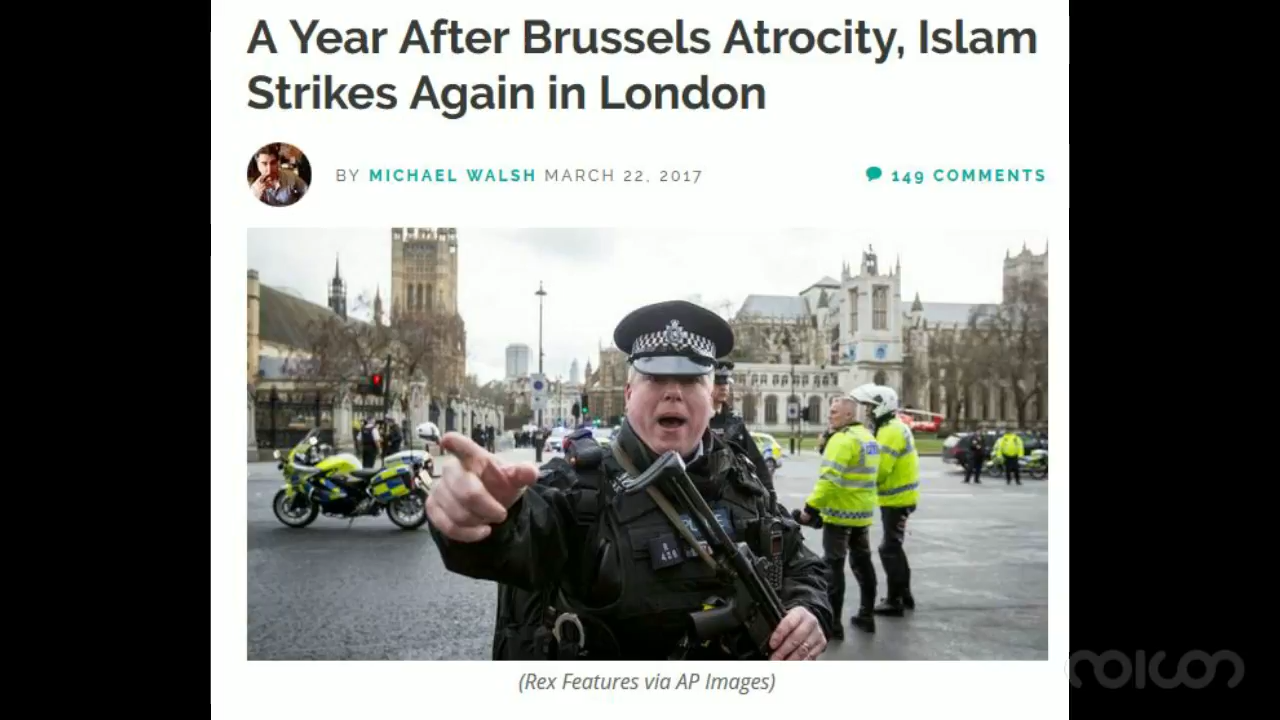 A Year After Brussels Atrocity, Islam
Strikes Again in London
BY MICHAEL WALSH MARCH 22, 2017
149 COMMENTS
(Rex Features via AP Images)